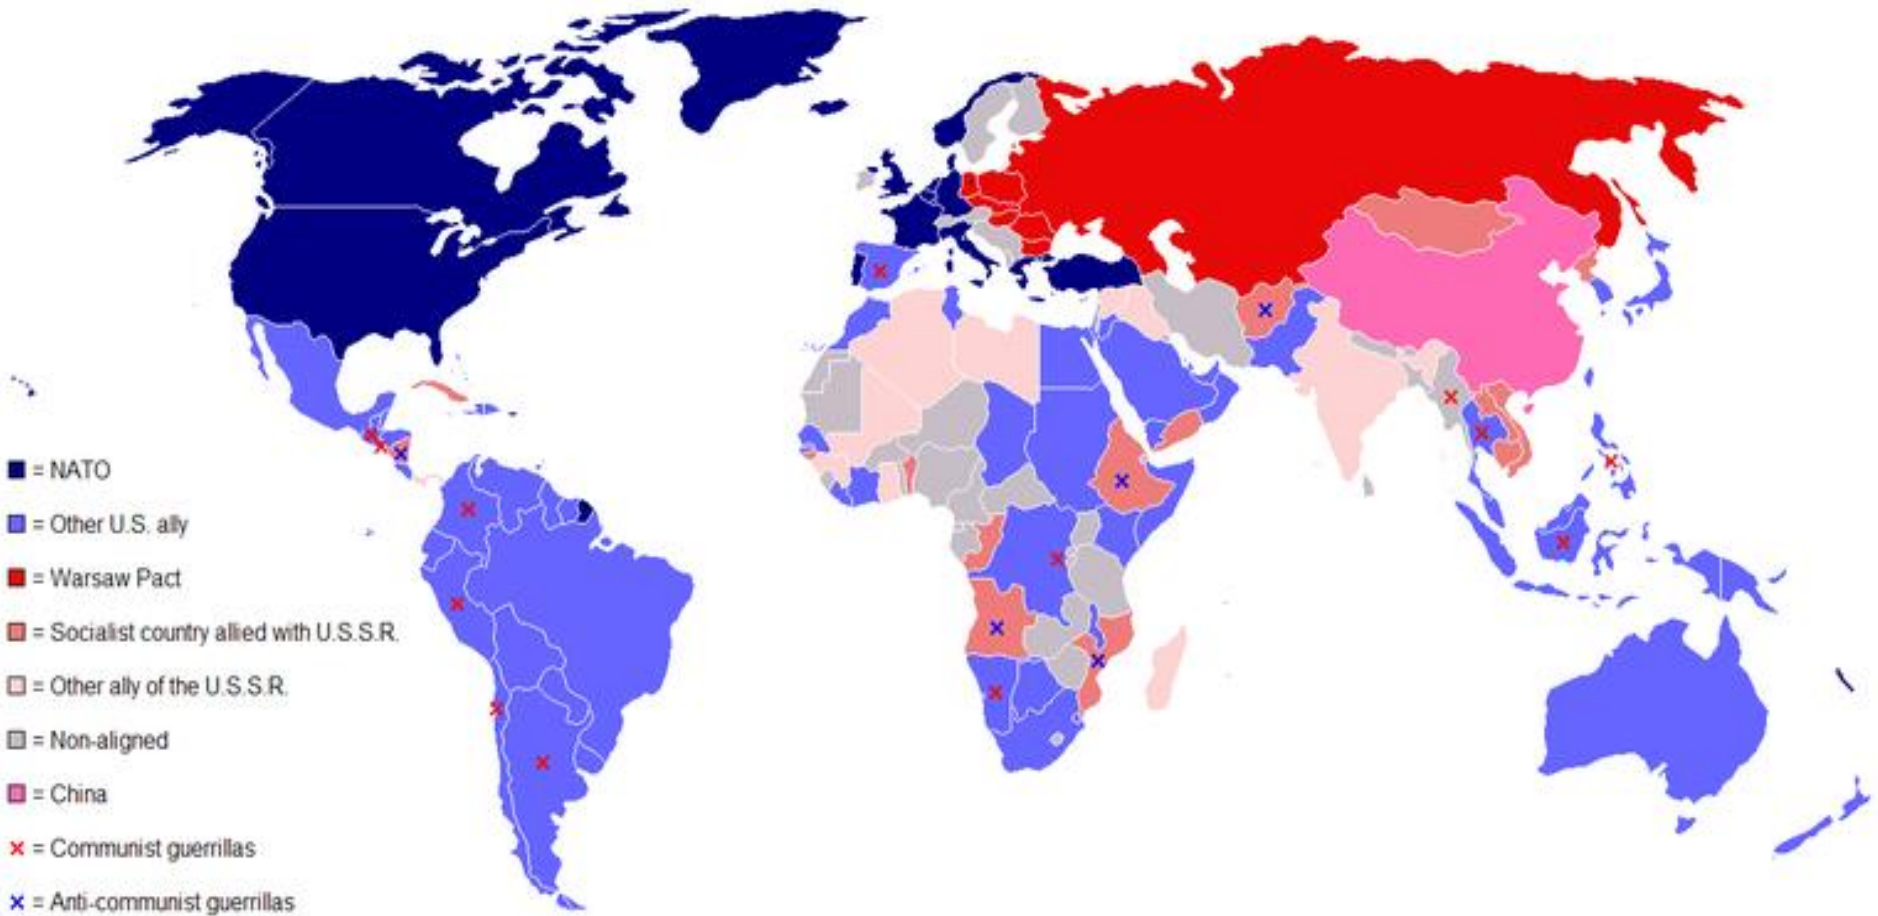 = NATO
= Other U.S. ally
= Warsaw Pact
= Socialist country allied with U.S.S.R.
= Other ally of the U.S.S.R.
= Non-aligned
= China
= Communist guerrillas
= Anti-communist guerrillas